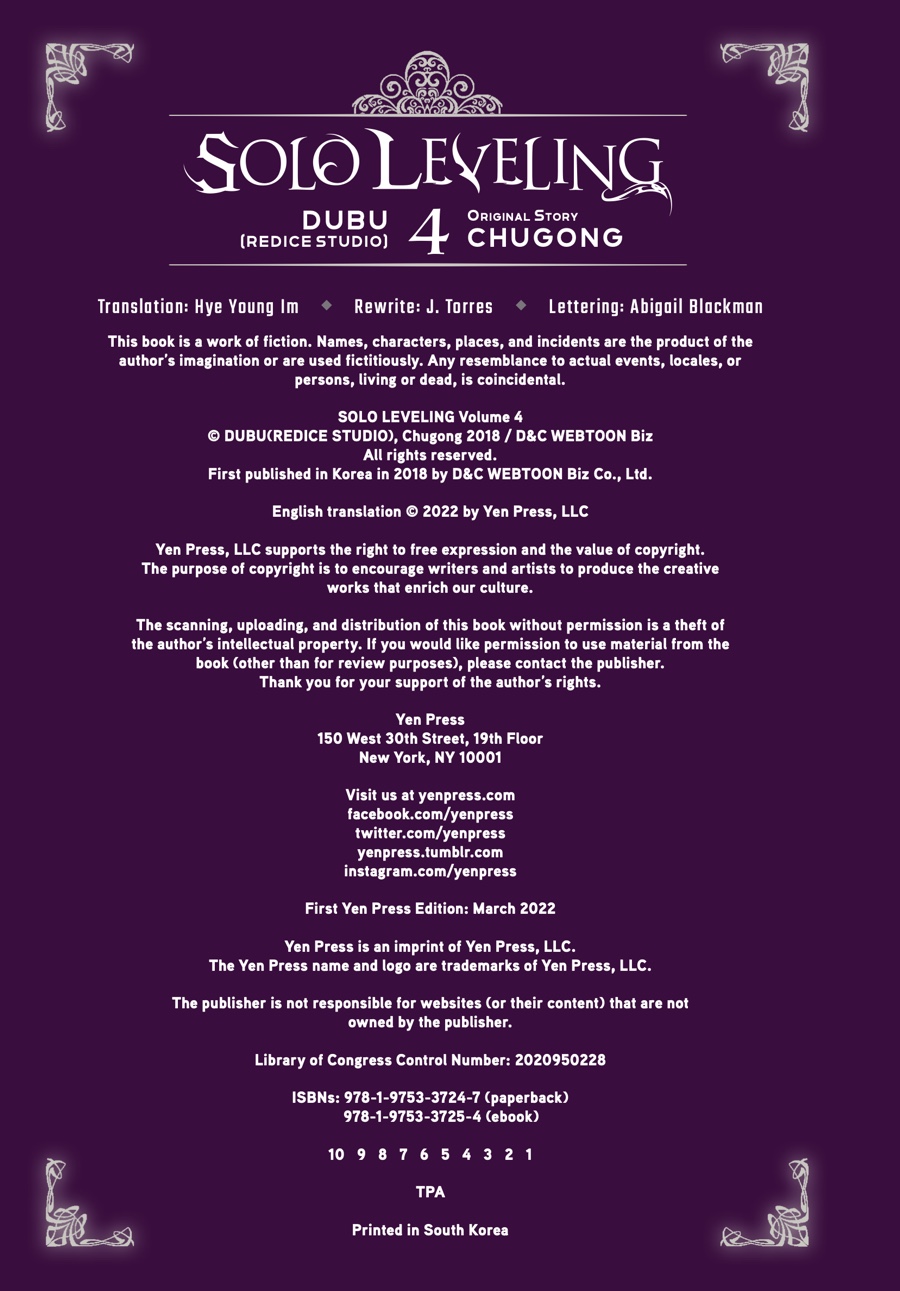 SOLO LEVELING
DUBU
(REDICE STUDIO)
4
ORIGINAL STORY
CHUGONG
Translation: Hye Young Im ◆ Rewrite: J. Torres ◆ Lettering: Abigail Blackman
This book is a work of fiction. Names, characters, places, and incidents are the product of the
author's imagination or are used fictitiously. Any resemblance to actual events, locales, or
persons, living or dead, is coincidental.
SOLO LEVELING Volume 4
© DUBU(REDICE STUDIO), Chugong 2018 / D&C WEBTOON Biz
All rights reserved.
First published in Korea in 2018 by D&C WEBTOON Biz Co., Ltd.
English translation © 2022 by Yen Press, LLC
Yen Press, LLC supports the right to free expression and the value of copyright.
The purpose of copyright is to encourage writers and artists to produce the creative
works that enrich our culture.
The scanning, uploading, and distribution of this book without permission is a theft of
the author's intellectual property. If you would like permission to use material from the
book (other than for review purposes), please contact the publisher.
Thank you for your support of the author's rights.
Yen Press
150 West 30th Street, 19th Floor
New York, NY 10001
Visit us at yenpress.com
facebook.com/yenpress
twitter.com/yenpress
yenpress.tumblr.com
instagram.com/yenpress
First Yen Press Edition: March 2022
Yen Press is an imprint of Yen Press, LLC.
The Yen Press name and logo are trademarks of Yen Press, LLC.
The publisher is not responsible for websites (or their content) that are not
owned by the publisher.
Library of Congress Control Number: 2020950228
ISBNs: 978-1-9753-3724-7 (paperback)
978-1-9753-3725-4 (ebook)
10 9 8 7 6 5 4 3 2 1
TPA
Printed in South Korea